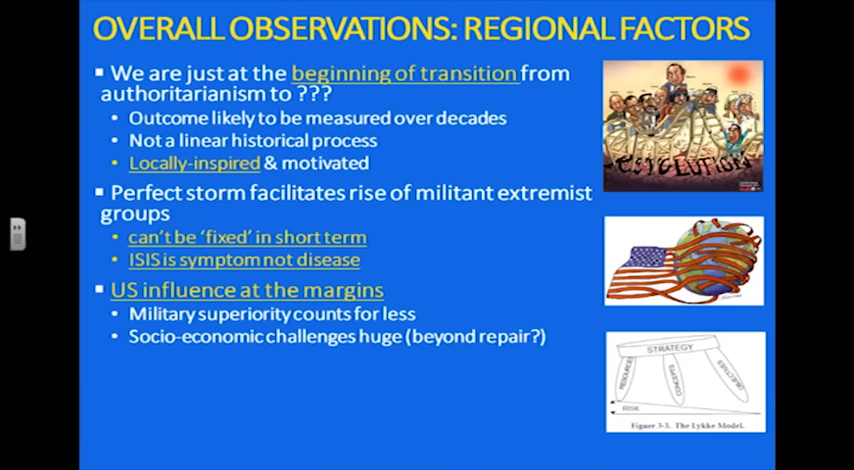 OVERALL OBSERVATIONS: REGIONAL FACTORS
We are just at the beginning of transition from
authoritarianism to ???
Outcome likely to be measured over decades
Not a linear historical process
Locally-inspired & motivated
Perfect storm facilitates rise of militant extremist
groups
can't be 'fixed' in short term
ISIS is symptom not disease
US influence at the margins
Military superiority counts for less
Socio-economic challenges huge (beyond repair?)
STRATEGY
RESOURCES
CONCEPTS
OBJECTIVES
RISK
Figure 3-3. The Lykke Model.